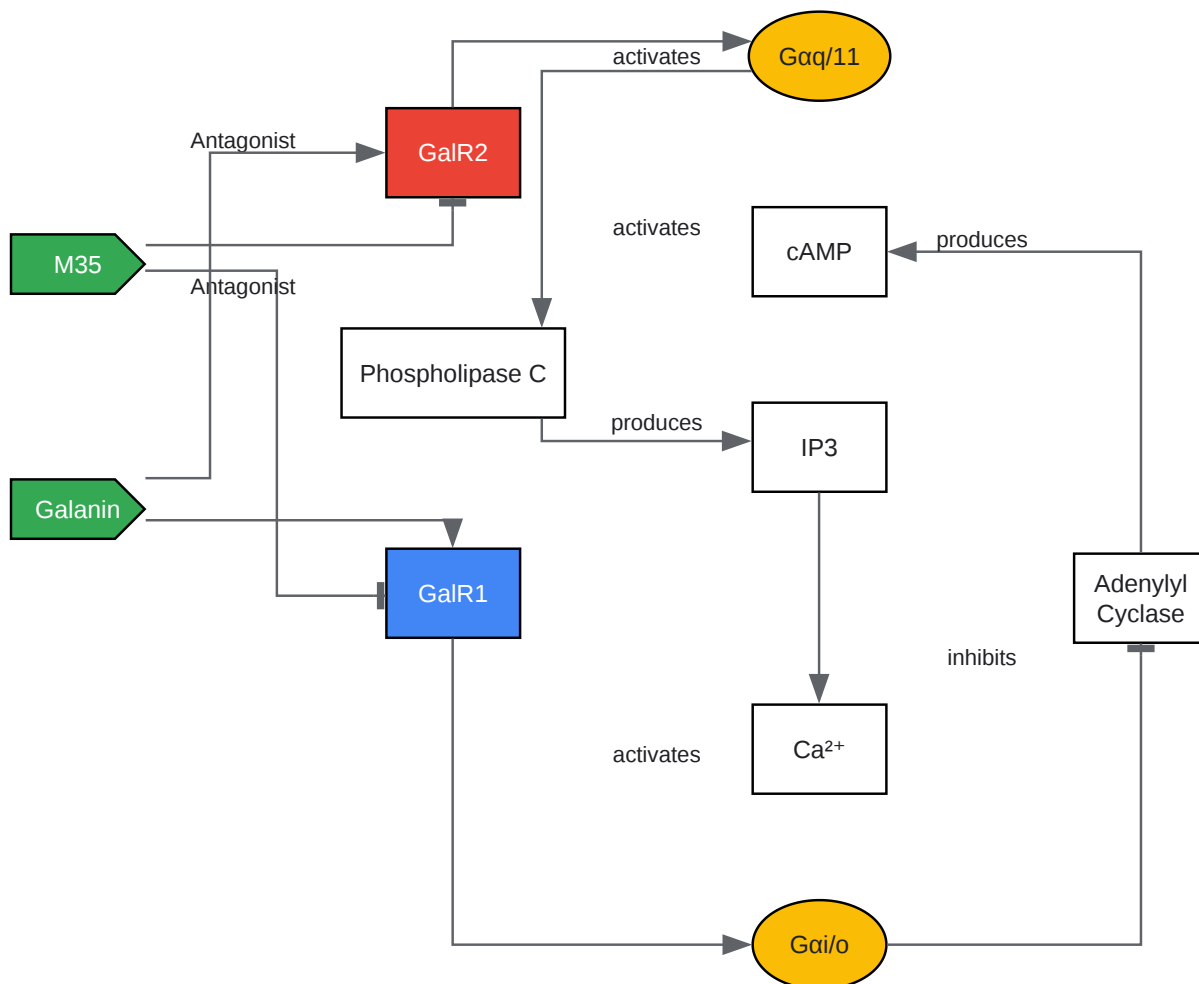 Gαq/11
activates
Antagonist
GalR2
activates
cAMP
produces
M35
Antagonist
Phospholipase C
produces
IP3
Galanin
GalR1
Adenylyl
Cyclase
inhibits
activates
Ca²⁺
Gαi/o